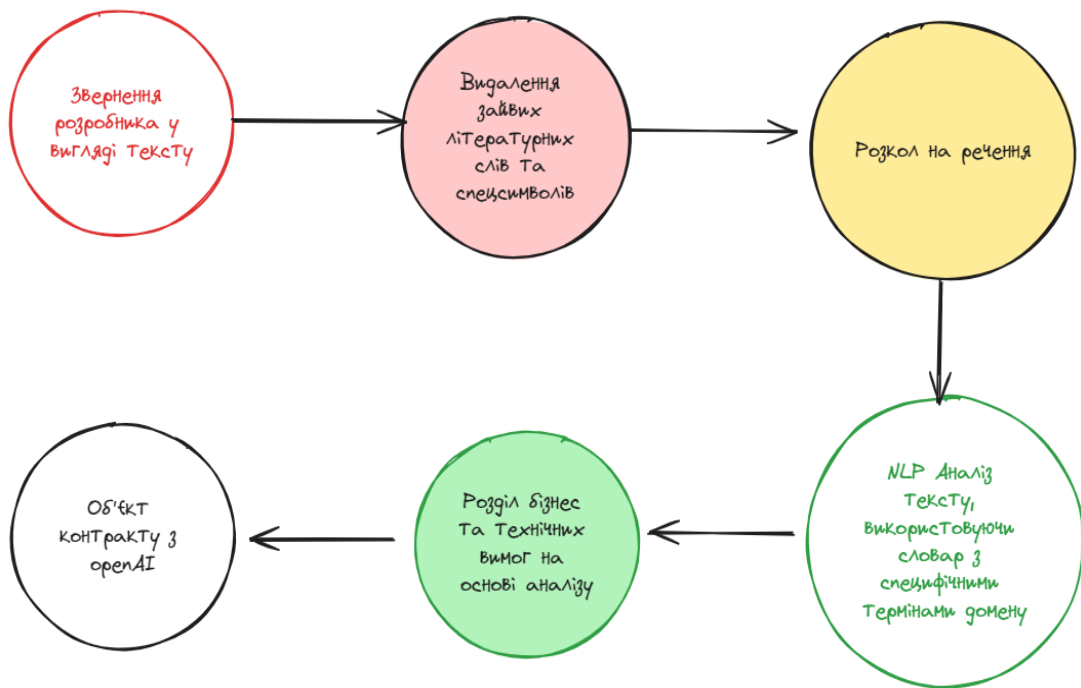 Звернення
розробника у
вигляді тексту
Видалення
зайвих
літературних
слів та
спецсимволів
Розкол на речення
NLP Аналіз
тексту,
використовуючи
словар з
специфічними
термінами домену
Розділ бізнес
та технічних
вимог на
основі аналізу
Об'єкт
контракту з
openAI